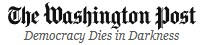 The Washington Post
Democracy Dies in Darkness